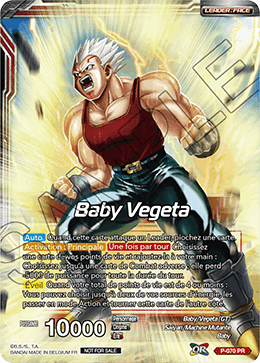 LEADER : FACE
Baby Vegeta
Auto Quand cette carte attaque un Leader, piochez une carte.
Activation : Principale Une fois par tour Choisissez
une carte de vos points de vie et rajoutez-la à votre main :
Choisissez jusqu'à une carte de Combat adverse, elle perd
-5000 de puissance pour toute la durée du tour.
Éveil Quand votre total de points de vie est de 4 ou moins :
Vous pouvez choisir jusqu'à deux de vos sources d'Énergie, les
passer en mode Actif et tourner cette carte de l'autre côté.
PUISSANCE 10000
Personnage Baby/Vegeta : GT
Origine Saiyan/Machine Mutante
Ère Baby
©B.S./S., T.A.
BANDAI MADE IN BELGIUM FR
NOT FOR SALE
P-070 PR